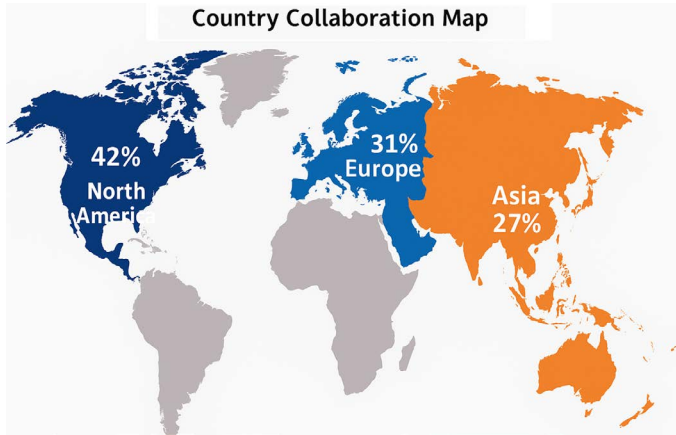 Country Collaboration Map
42%
North
America
31%
Europe
Asia
27%